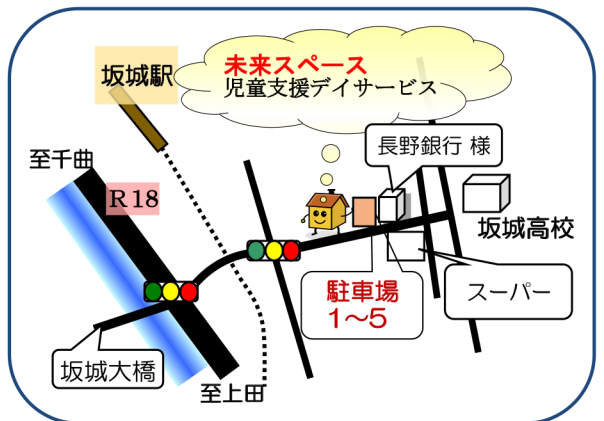 坂城駅
未来スペース
児童支援デイサービス
至千曲
長野銀行 様
R18
坂城高校
駐車場
1～5
スーパー
坂城大橋
至上田